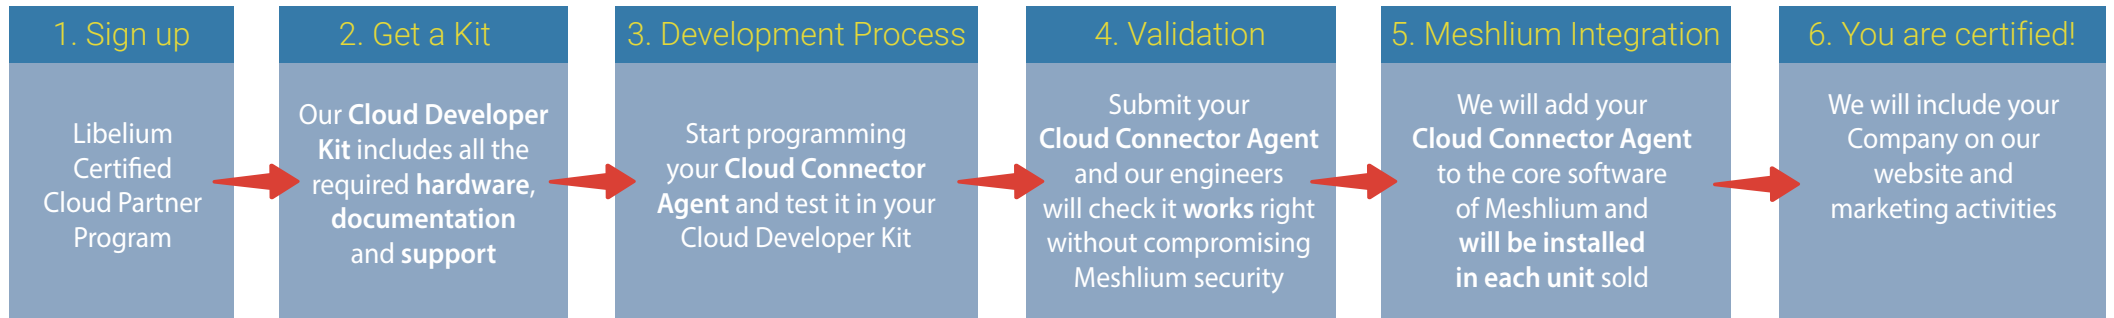 1. Sign up
Libelium
Certified
Cloud Partner
Program
2. Get a Kit
Our Cloud Developer
Kit includes all the
required hardware,
documentation
and support
3. Development Process
Start programming
your Cloud Connector
Agent and test it in your
Cloud Developer Kit
4. Validation
Submit your
Cloud Connector Agent
and our engineers
will check it works right
without compromising
Meshlium security
5. Meshlium Integration
We will add your
Cloud Connector Agent
to the core software
of Meshlium and
will be installed
in each unit sold
6. You are certified!
We will include your
Company on our
website and
marketing activities